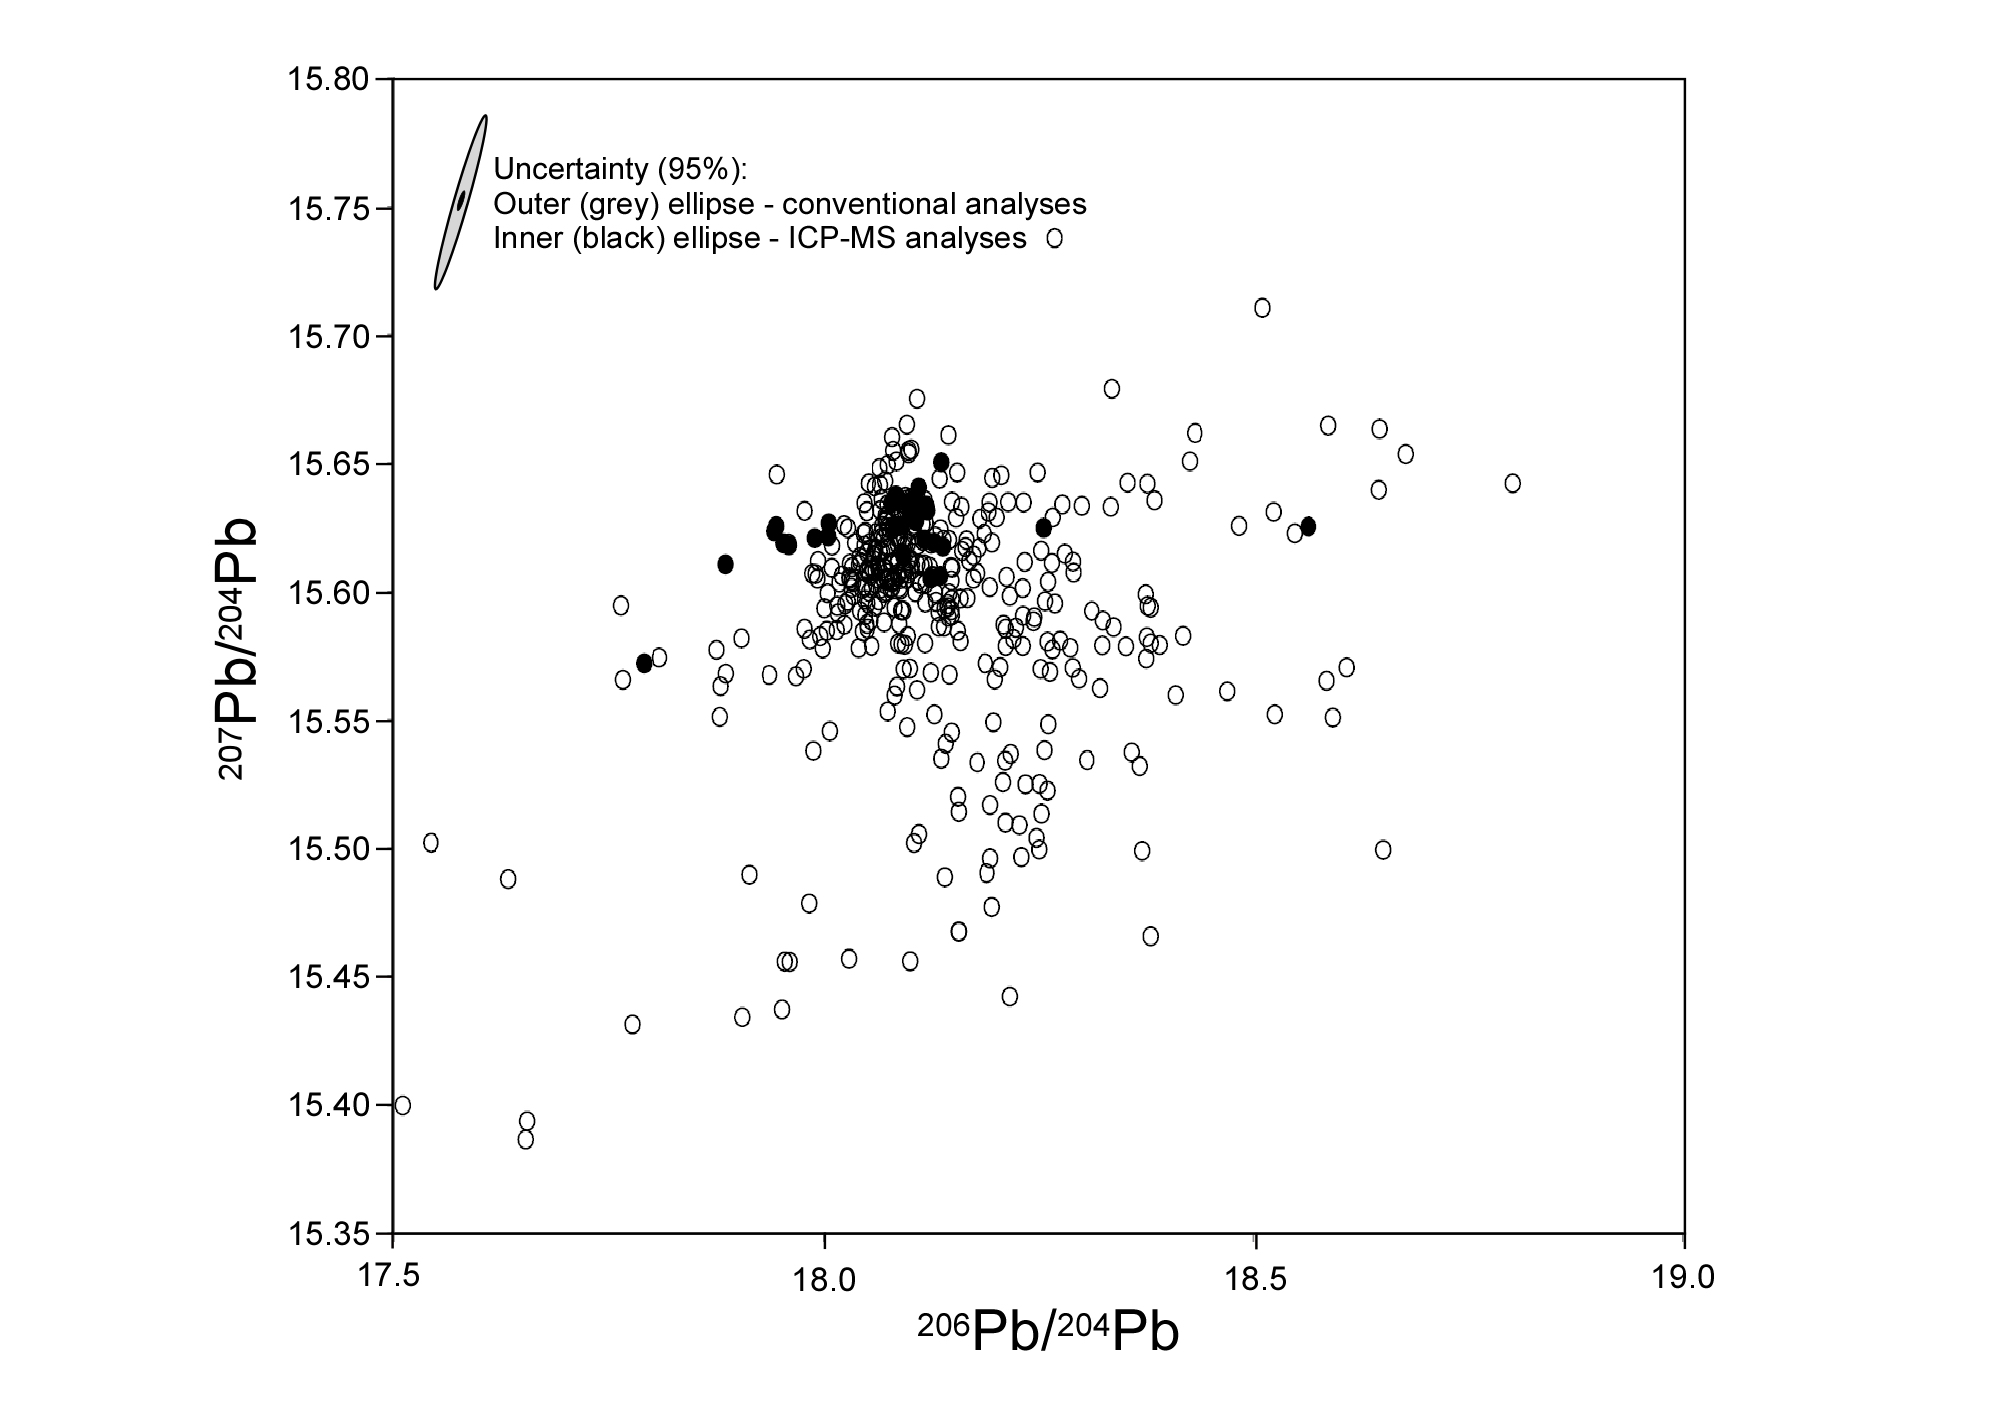 15.80
Uncertainty (95%):
15.75
Outer (grey) ellipse - conventional analyses
Inner (black) ellipse - ICP-MS analyses
15.70
15.65
15.60
15.55
15.50
15.45
15.40
15.35
207Pb/204Pb
17.5
18.0
18.5
19.0
206Pb/204Pb